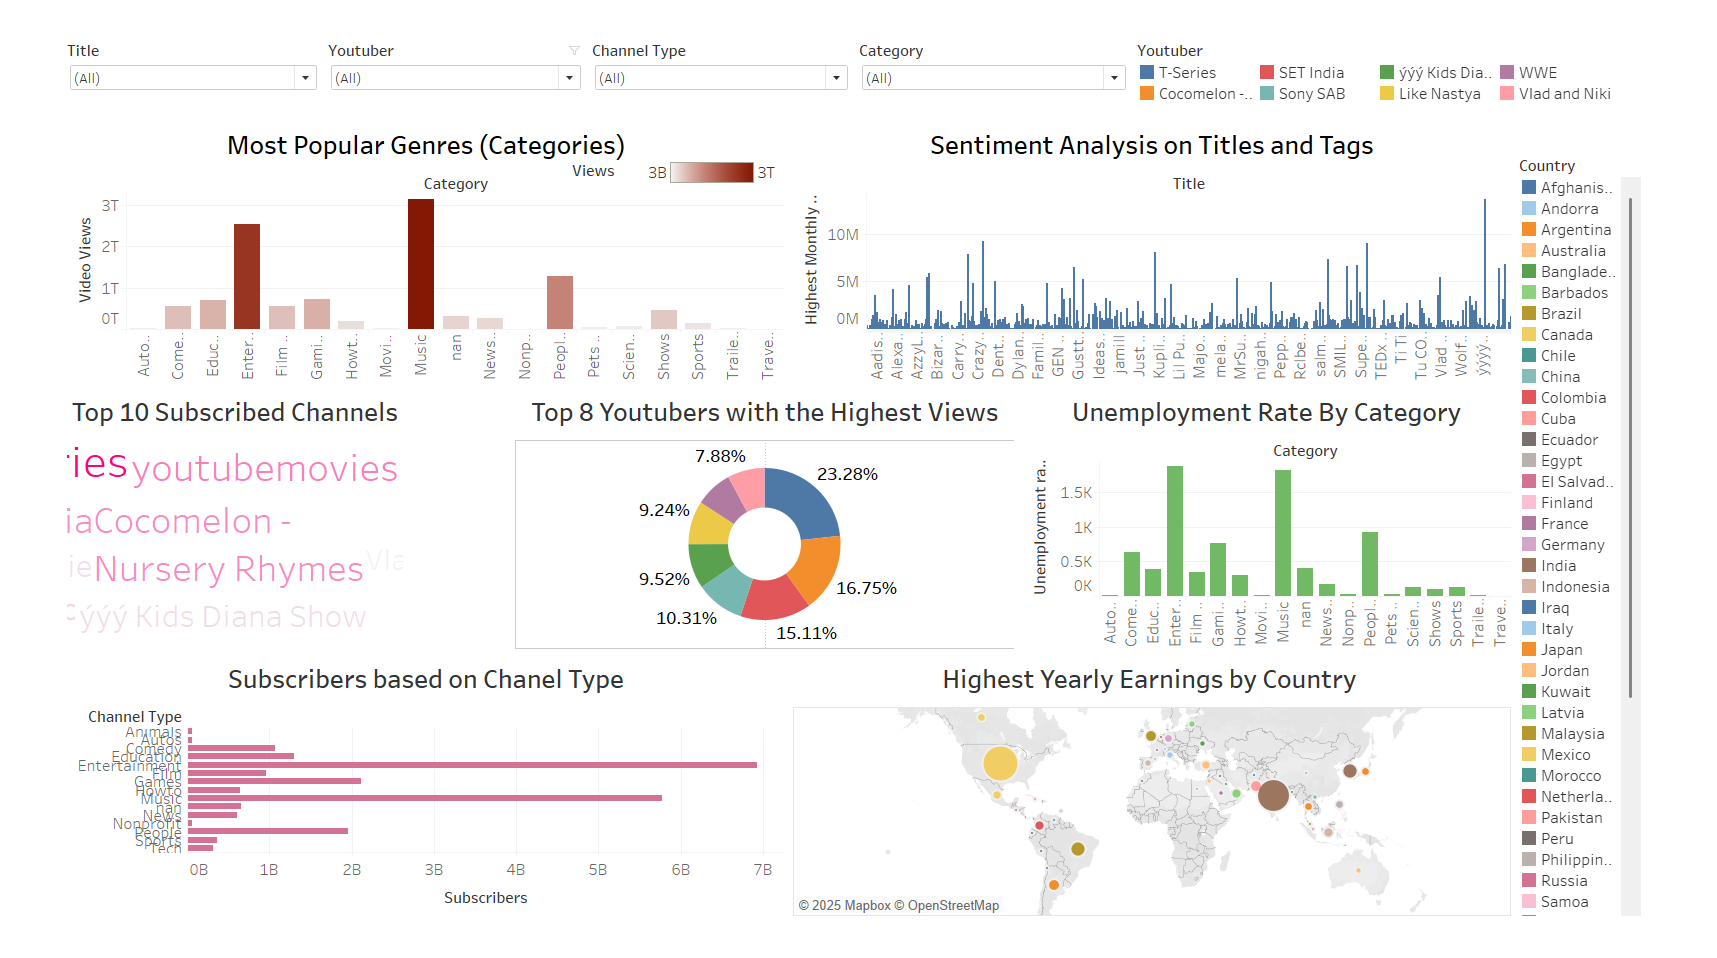 Title
Youtuber
Channel Type
Category
Youtuber
(All)
(All)
(All)
(All)
T-Series
SET India
ýýý Kids Dia..
WWE
Cocomelon -..
Sony SAB
Like Nastya
Vlad and Niki
Most Popular Genres (Categories)
Views
3B
3T
Category
Video Views
3T
2T
1T
0T
Auto..
Come..
Educ..
Enter..
Film ..
Gami..
Howt..
Movi..
Music
nan
News..
Nonp..
Peopl..
Pets ..
Scien..
Shows
Sports
Traile..
Trave..
Sentiment Analysis on Titles and Tags
Title
Highest Monthly ..
10M
5M
0M
Aadis..
Alexa..
AzzyL..
Bizar..
Carry..
Crazy..
Dent..
Dylan..
Famil..
GEN ..
Gustt..
Ideas..
Jamill
Just ..
Kupli..
Lil Pu..
Majo..
mela..
MrSu..
nigah..
Pepp..
Rclbe..
salm..
SMIL..
Supe..
TEDx ..
Ti Ti
Tu CO..
Vlad ..
Wolf..
ýýýý..
Country
Afghanis..
Andorra
Argentina
Australia
Banglade..
Barbados
Brazil
Canada
Chile
China
Colombia
Cuba
Ecuador
Egypt
El Salvad..
Finland
France
Germany
India
Indonesia
Iraq
Italy
Japan
Jordan
Kuwait
Latvia
Malaysia
Mexico
Morocco
Netherla..
Pakistan
Peru
Philippin..
Russia
Samoa
Top 10 Subscribed Channels
ries youtubemovies
iaCocomelon -
ieNursery Rhymes Vla
ýýý Kids Diana Show
Top 8 Youtubers with the Highest Views
7.88%
23.28%
9.24%
9.52%
16.75%
10.31%
15.11%
Unemployment Rate By Category
Category
Unemployment ra..
1.5K
1K
0.5K
0K
Auto..
Come..
Educ..
Enter..
Film ..
Gami..
Howt..
Movi..
Music
nan
News..
Nonp..
Peopl..
Pets ..
Scien..
Shows
Sports
Traile..
Trave..
Subscribers based on Chanel Type
Channel Type
Animals
Autos
Comedy
Education
Entertainment
Film
Games
Howto
Music
nan
News
Nonprofit
People
Sports
Tech
0B
1B
2B
3B
4B
5B
6B
7B
Subscribers
Highest Yearly Earnings by Country
© 2025 Mapbox © OpenStreetMap